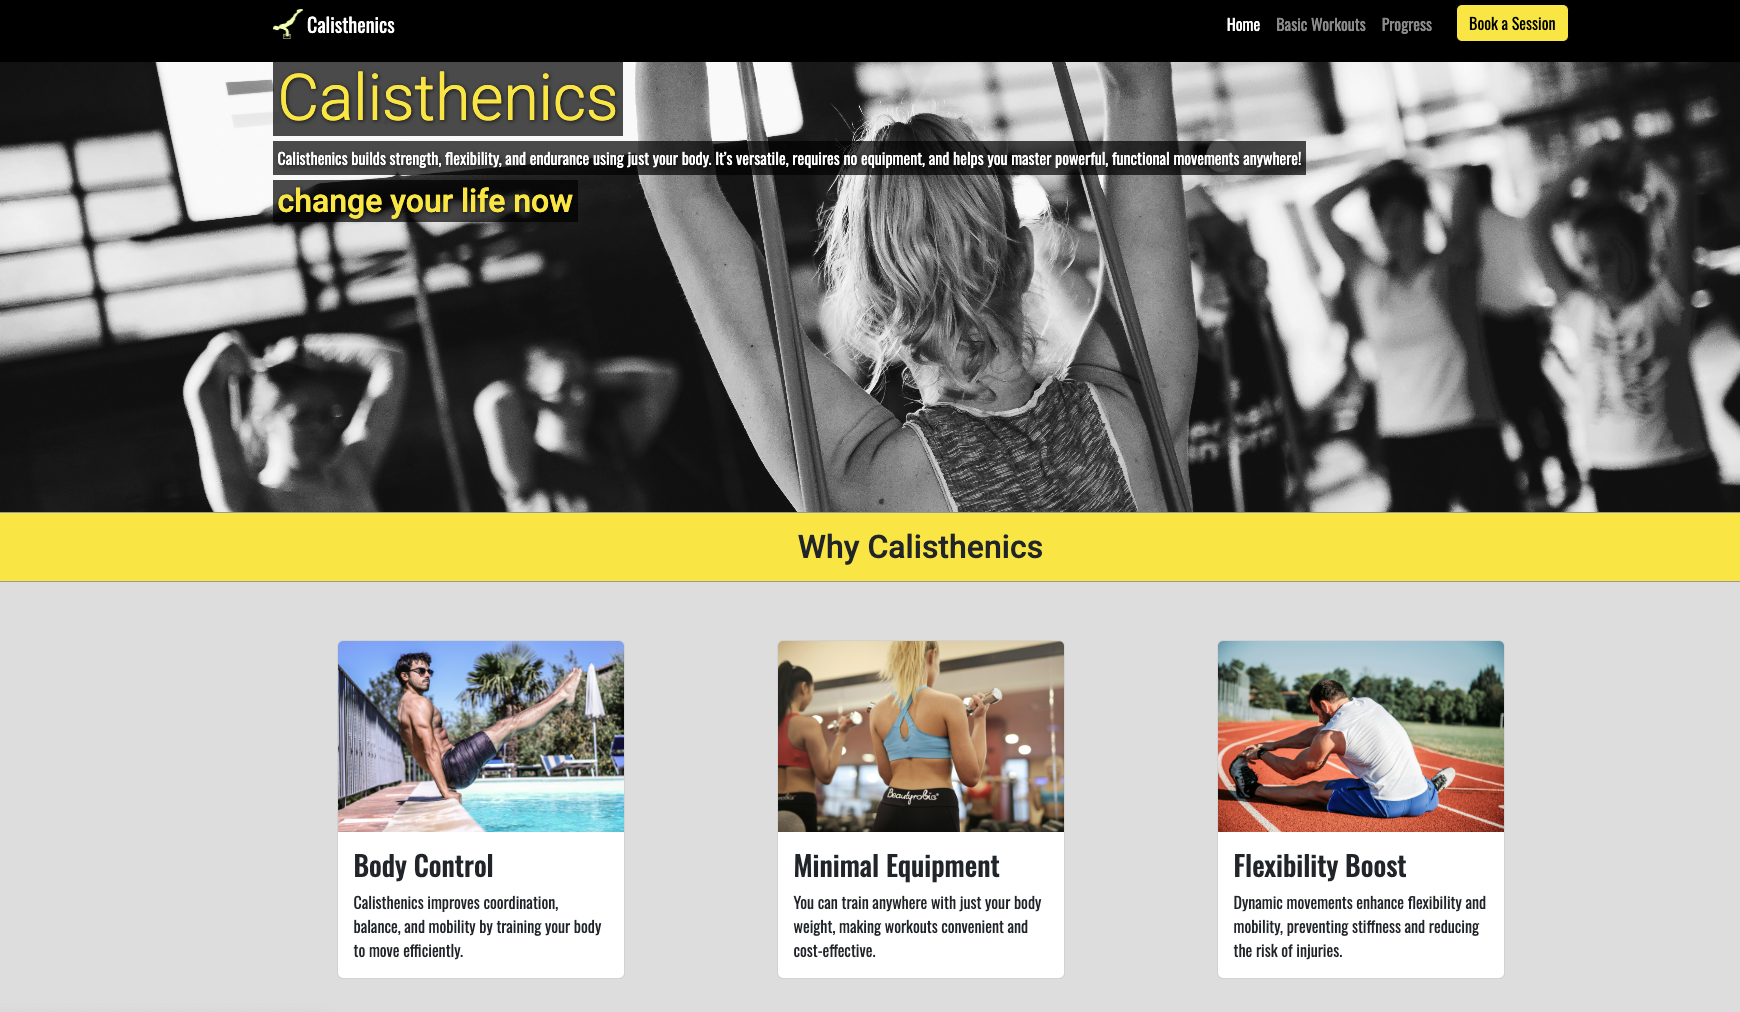 Calisthenics
Home Basic Workouts Progress Book a Session
Calisthenics
Calisthenics builds strength, flexibility, and endurance using just your body. It's versatile, requires no equipment, and helps you master powerful, functional movements anywhere!
change your life now
Why Calisthenics
Beautyrobic
Body Control
Calisthenics improves coordination,
balance, and mobility by training your body
to move efficiently.
Minimal Equipment
You can train anywhere with just your body
weight, making workouts convenient and
cost-effective.
Flexibility Boost
Dynamic movements enhance flexibility and
mobility, preventing stiffness and reducing
the risk of injuries.